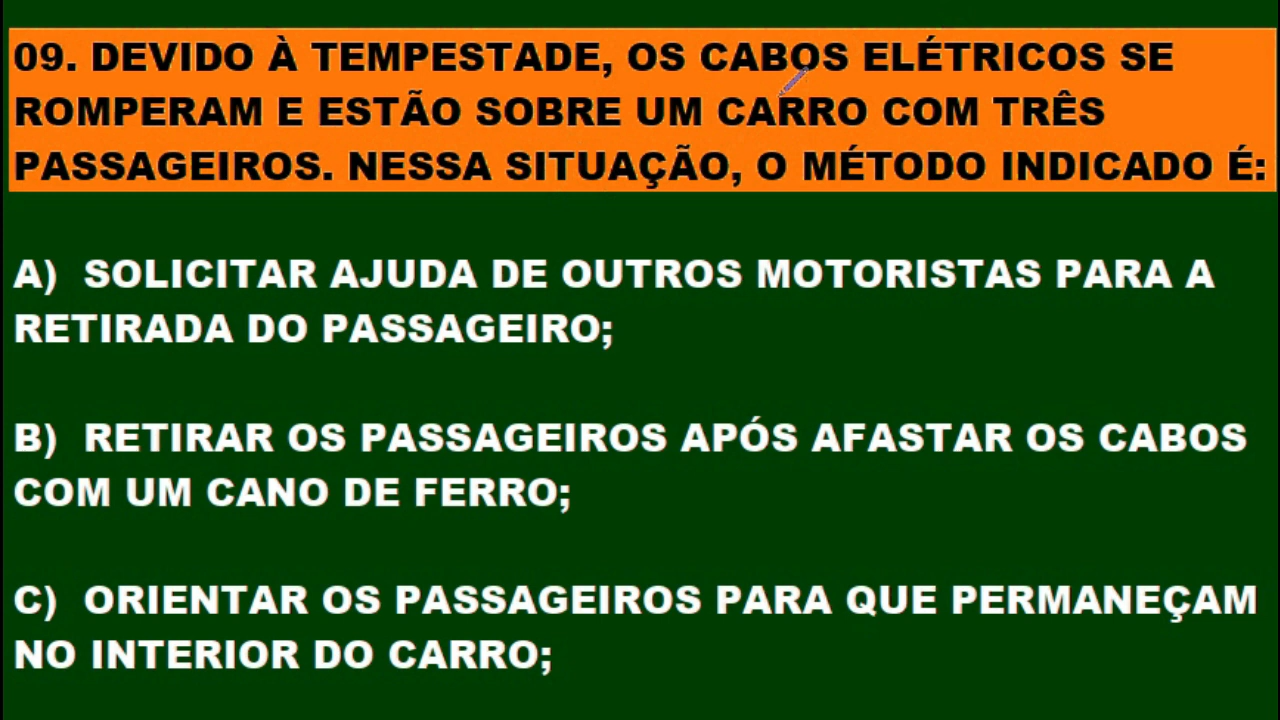 09. DEVIDO À TEMPESTADE, OS CABOS ELÉTRICOS SE
ROMPERAM E ESTÃO SOBRE UM CARRO COM TRÊS
PASSAGEIROS. NESSA SITUAÇÃO, O MÉTODO INDICADO É:
A) SOLICITAR AJUDA DE OUTROS MOTORISTAS PARA A
RETIRADA DO PASSAGEIRO;
B) RETIRAR OS PASSAGEIROS APÓS AFASTAR OS CABOS
COM UM CANO DE FERRO;
C) ORIENTAR OS PASSAGEIROS PARA QUE PERMANEÇAM
NO INTERIOR DO CARRO;